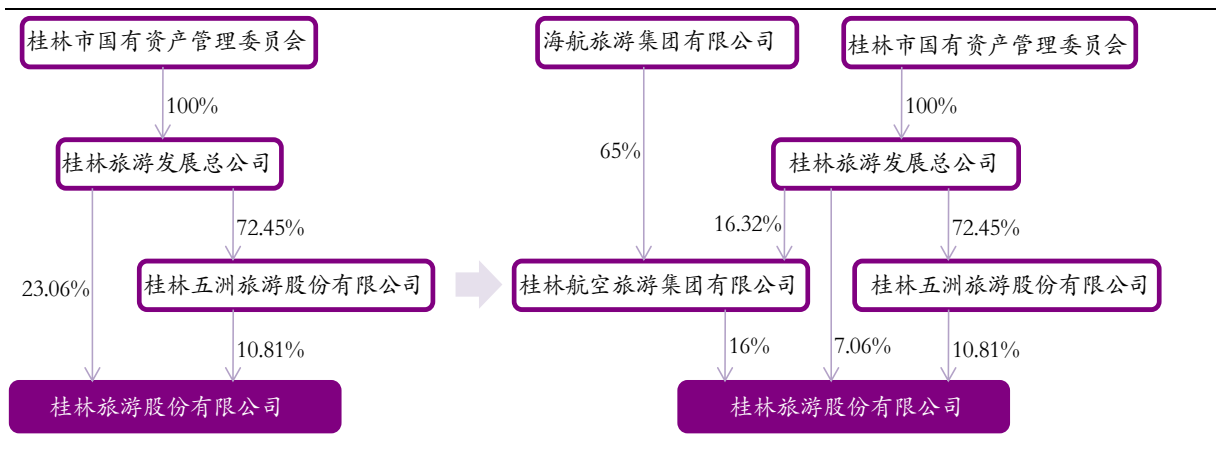 桂林市国有资产管理委员会
100%
桂林旅游发展总公司
72.45%
23.06%
桂林五洲旅游股份有限公司
10.81%
桂林旅游股份有限公司
海航旅游集团有限公司
桂林市国有资产管理委员会
65%
100%
桂林旅游发展总公司
16.32%
72.45%
桂林航空旅游集团有限公司
桂林五洲旅游股份有限公司
16%
7.06%
10.81%
桂林旅游股份有限公司